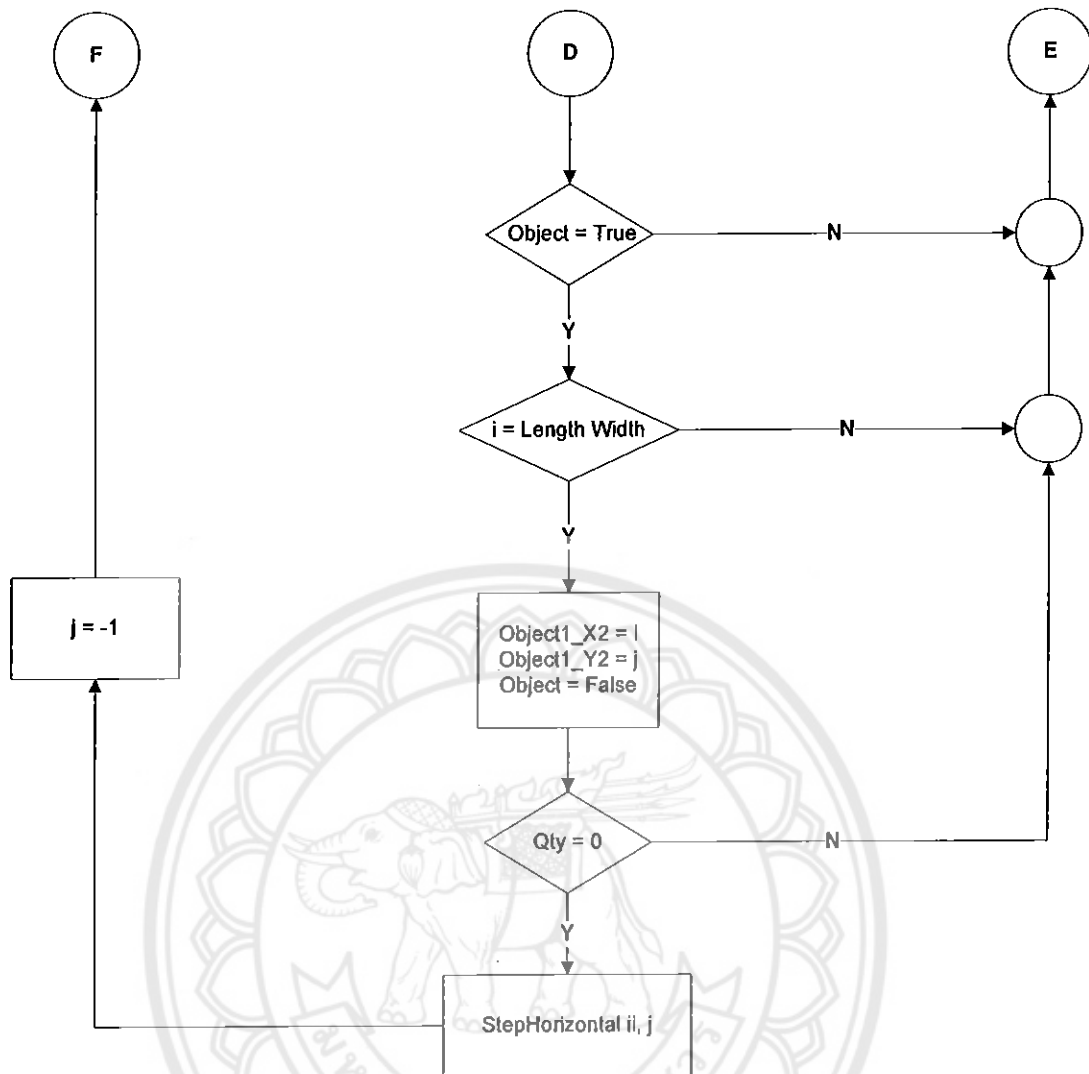 F
D
E
Object = True
N
Y
i = Length Width
N
Y
j = -1
Object1_X2 = I
Object1_Y2 = j
Object = False
Qty = 0
N
Y
StepHorizontal ii, j